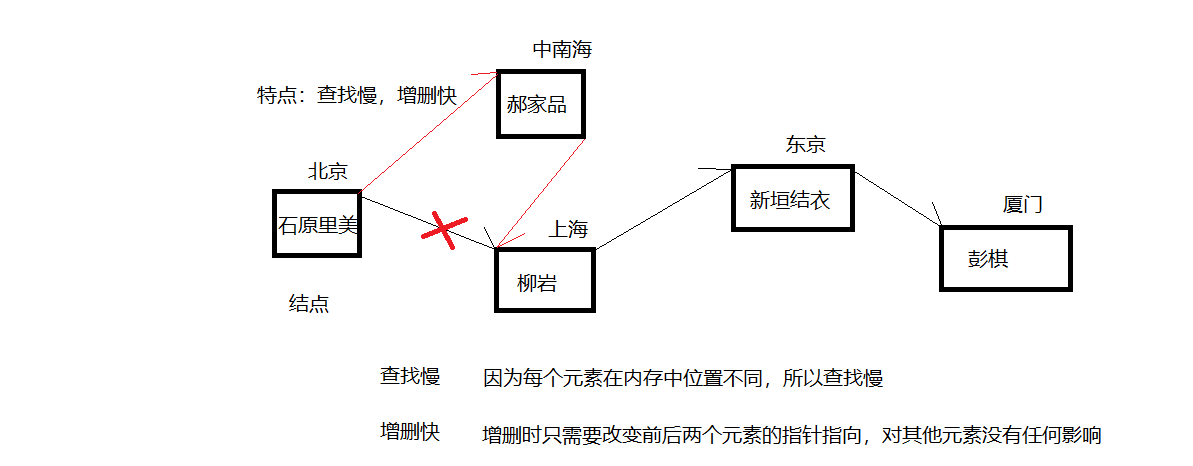 中南海
特点：查找慢，增删快
郝家品
东京
北京
新垣结衣
厦门
石原里美
上海
彭棋
柳岩
结点
查找慢 因为每个元素在内存中位置不同，所以查找慢
增删快 增删时只需要改变前后两个元素的指针指向，对其他元素没有任何影响